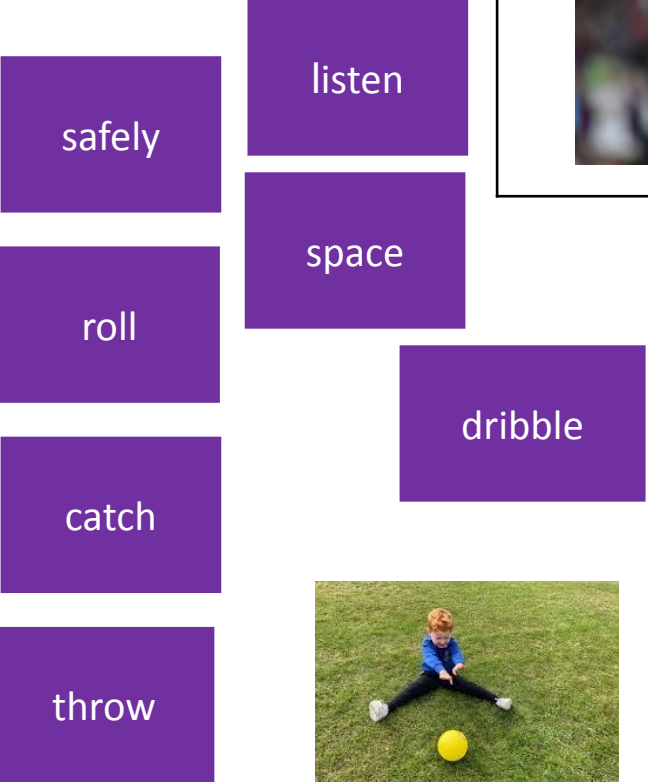 listen
safely
space
roll
dribble
catch
throw